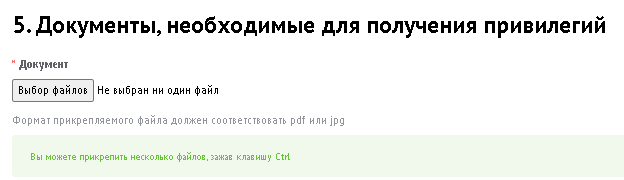 5. Документы, необходимые для получения привилегий
* Документ
Выбор файлов Не выбран ни один файл
Формат прикрепляемого файла должен соответствовать pdf или jpg
Вы можете прикрепить несколько файлов, зажав клавишу Ctrl